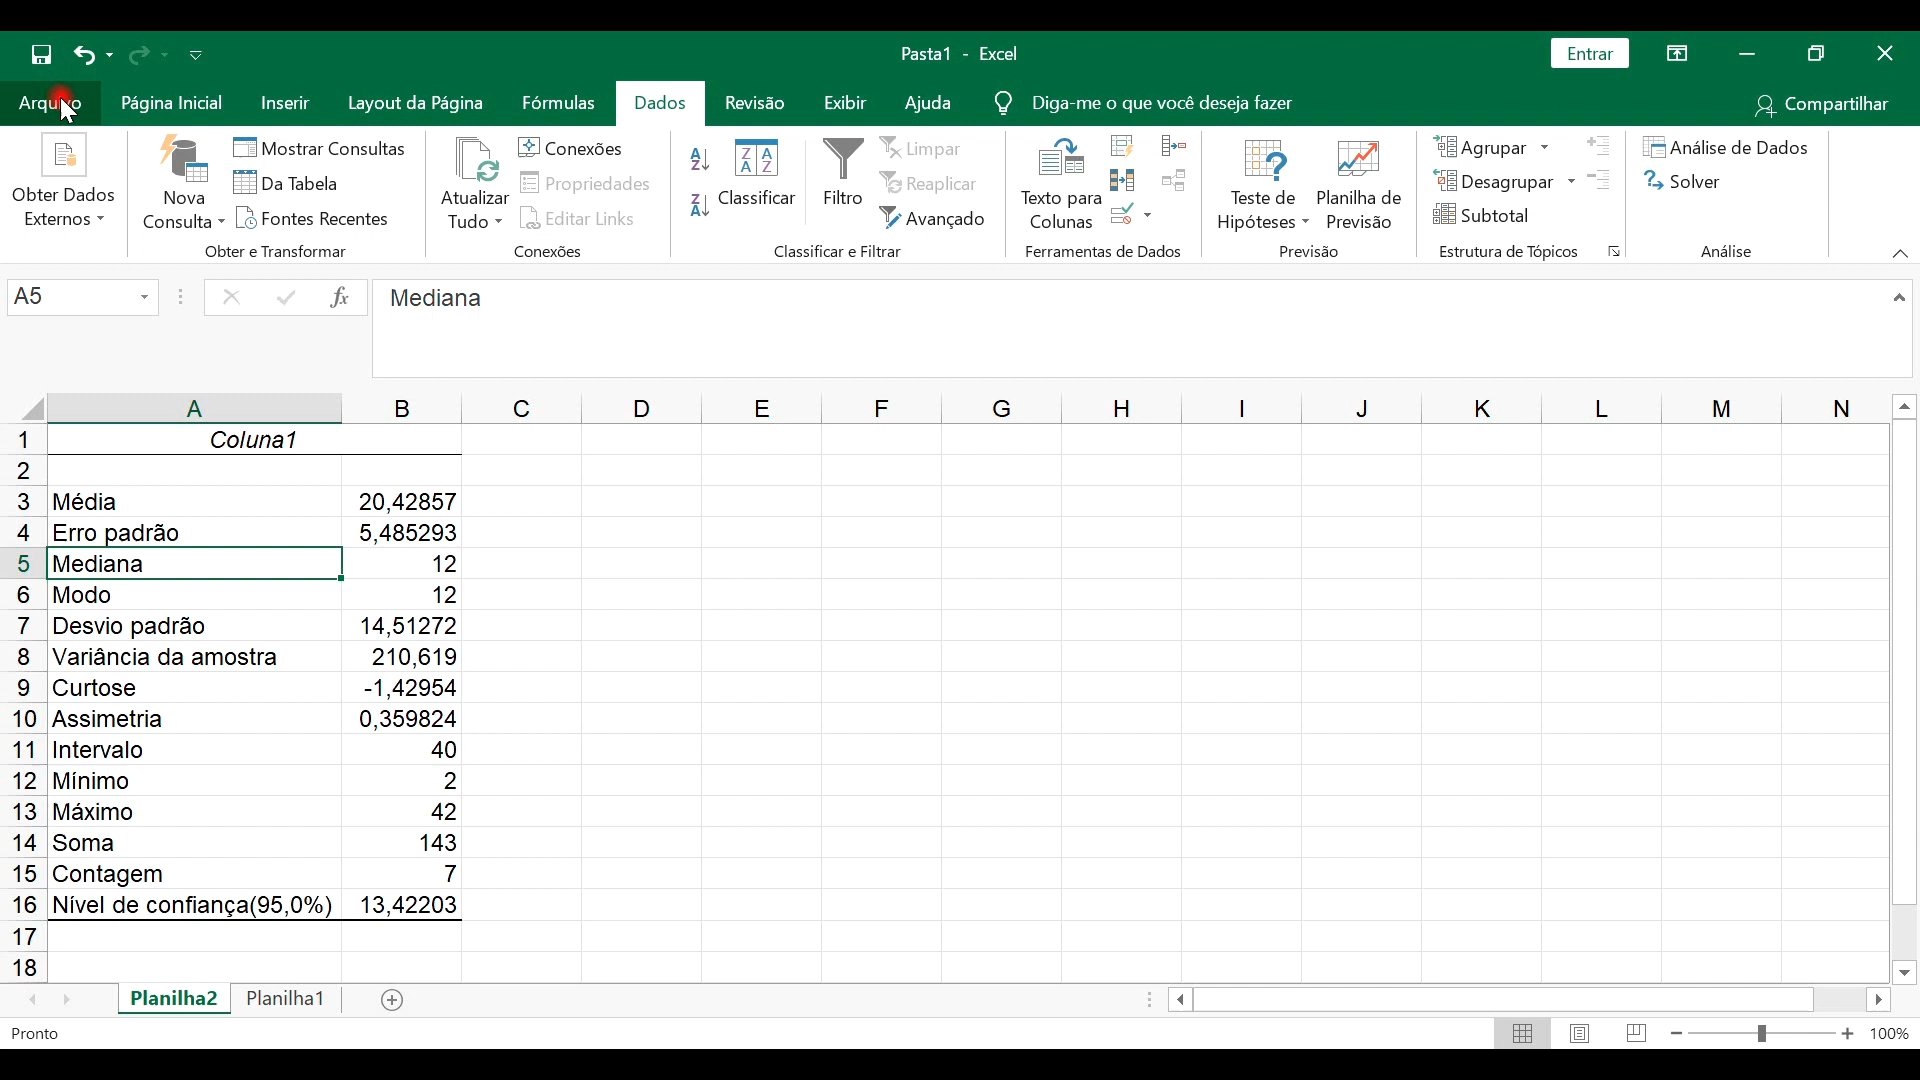 Pasta1 - Excel
Entrar
Arquivo Página Inicial Inserir Layout da Página Fórmulas Dados Revisão Exibir Ajuda Diga-me o que você deseja fazer Compartilhar
Obter Dados
Externos
Nova
Consulta
Mostrar Consultas
Da Tabela
Fontes Recentes
Obter e Transformar
Atualizar
Tudo
Conexões
Propriedades
Editar Links
Conexões
Classificar
Filtro
Limpar
Reaplicar
Avançado
Classificar e Filtrar
Texto para
Colunas
Ferramentas de Dados
Teste de
Hipóteses
Planilha de
Previsão
Previsão
Agrupar
Desagrupar
Subtotal
Estrutura de Tópicos
Análise de Dados
Solver
Análise
A5 fx Mediana
A B C D E F G H I J K L M N
1 Coluna1
2
3 Média 20,42857
4 Erro padrão 5,485293
5 Mediana 12
6 Modo 12
7 Desvio padrão 14,51272
8 Variância da amostra 210,619
9 Curtose -1,42954
10 Assimetria 0,359824
11 Intervalo 40
12 Mínimo 2
13 Máximo 42
14 Soma 143
15 Contagem 7
16 Nível de confiança(95,0%) 13,42203
17
18
Planilha2 Planilha1
Pronto 100%